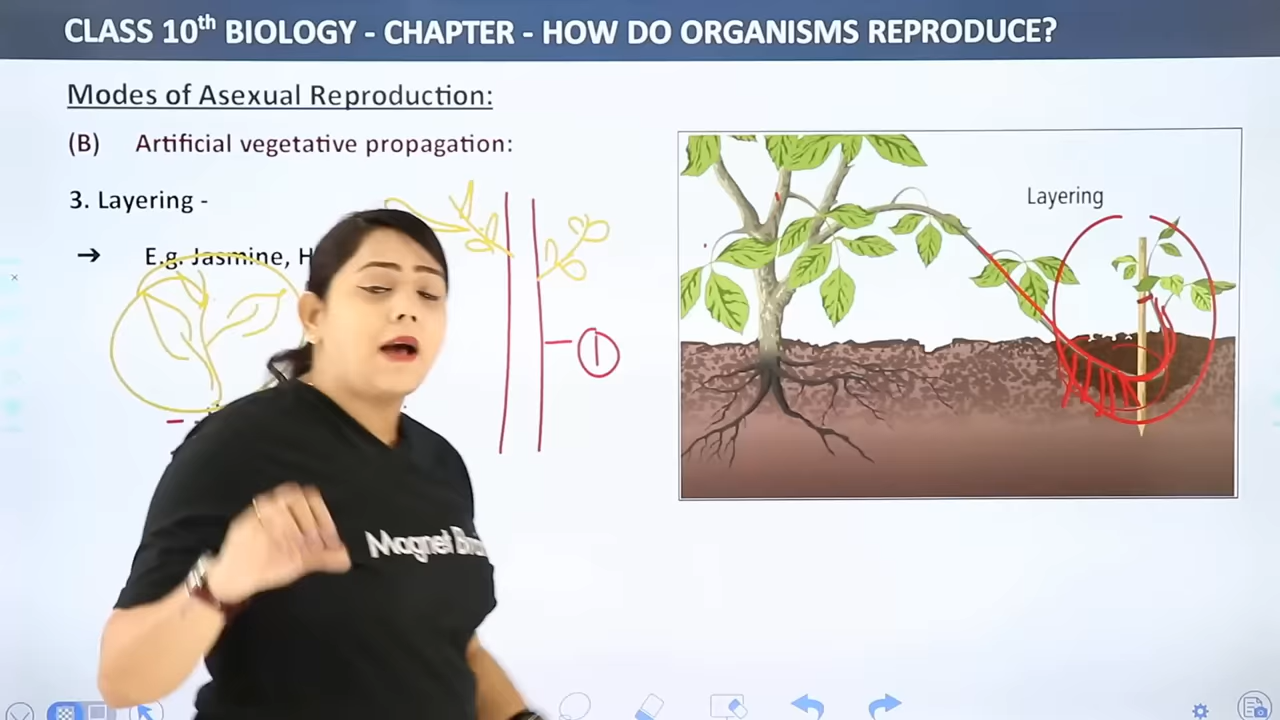 CLASS 10th BIOLOGY - CHAPTER - HOW DO ORGANISMS REPRODUCE?
Modes of Asexual Reproduction:
(B) Artificial vegetative propagation:
3. Layering -
→ E.g. Jasmine, H
1
Layering
Magnet